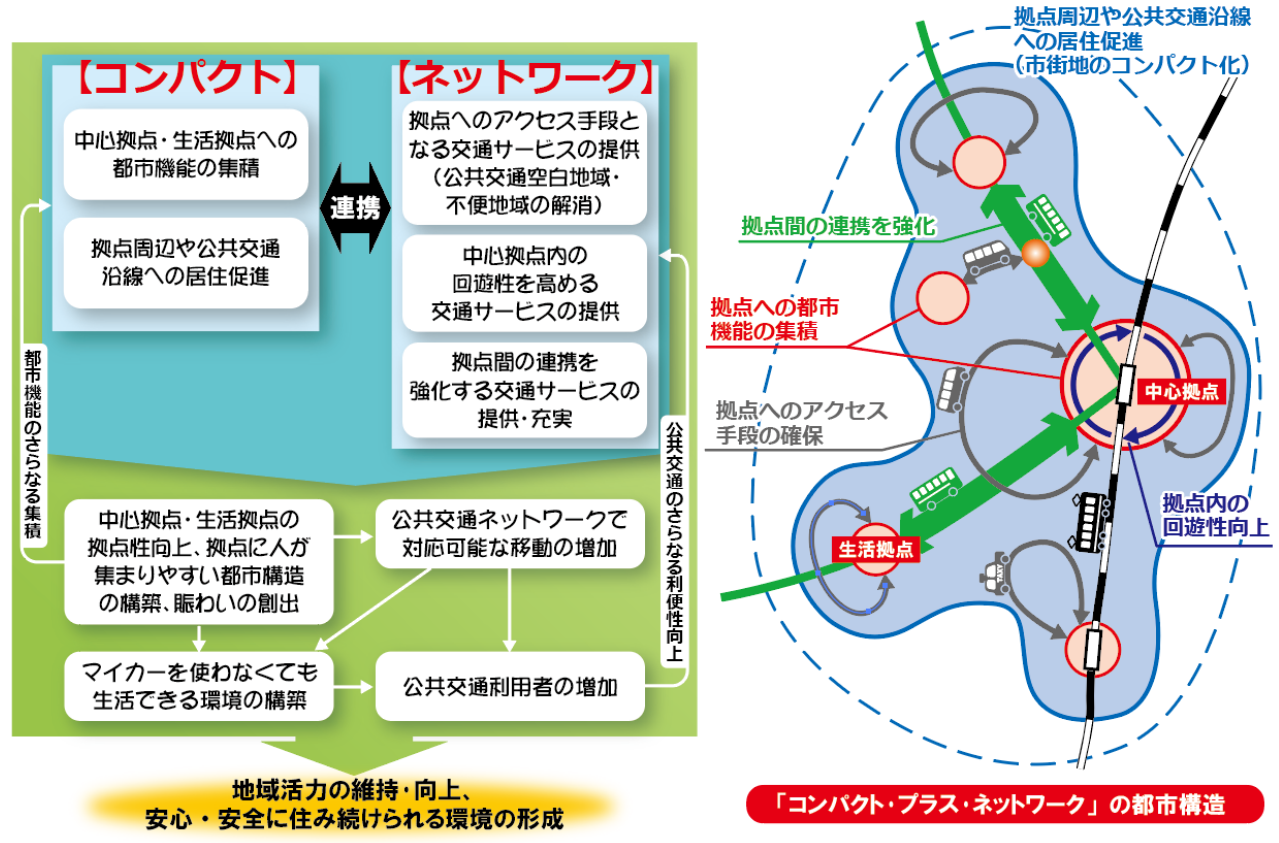 【コンパクト】
中心拠点・生活拠点への
都市機能の集積
拠点周辺や公共交通
沿線への居住促進
連携
【ネットワーク】
拠点へのアクセス手段と
なる交通サービスの提供
（公共交通空白地域・
不便地域の解消）
中心拠点内の
回遊性を高める
交通サービスの提供
拠点間の連携を
強化する交通サービスの
提供・充実
都市機能のさらなる集積
公共交通のさらなる利便性向上
中心拠点・生活拠点の
拠点性向上、拠点に人が
集まりやすい都市構造
の構築、賑わいの創出
公共交通ネットワークで
対応可能な移動の増加
マイカーを使わなくても
生活できる環境の構築
公共交通利用者の増加
地域活力の維持・向上、
安心・安全に住み続けられる環境の形成
拠点周辺や公共交通沿線
への居住促進
（市街地のコンパクト化）
拠点間の連携を強化
拠点への都市
機能の集積
中心拠点
拠点へのアクセス
手段の確保
拠点内の
回遊性向上
生活拠点
TAXI
「コンパクト・プラス・ネットワーク」の都市構造